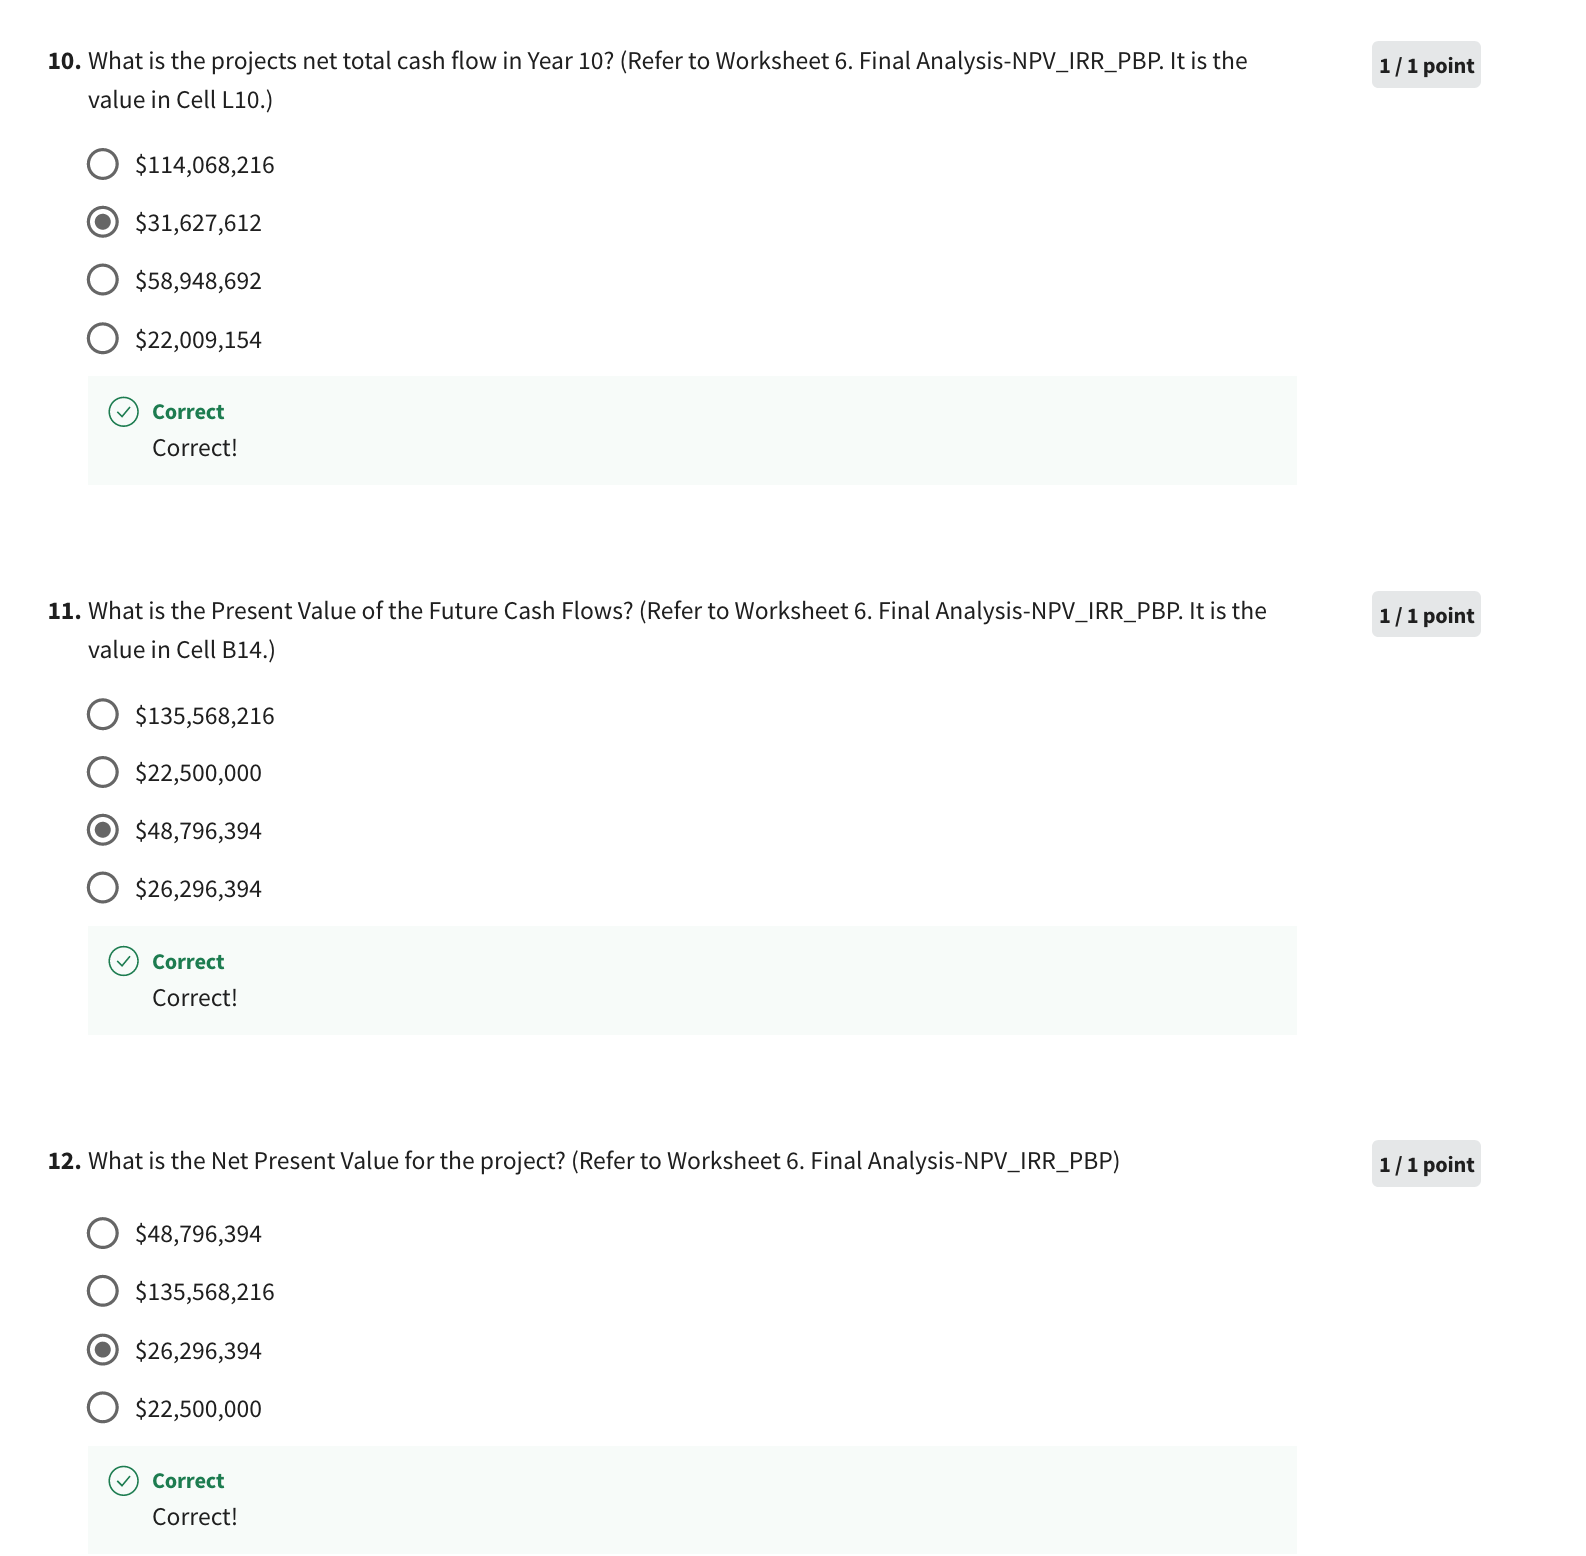 10. What is the projects net total cash flow in Year 10? (Refer to Worksheet 6. Final Analysis-NPV_IRR_PBP. It is the
value in Cell L10.)
1 / 1 point
$114,068,216
$31,627,612
$58,948,692
$22,009,154
Correct
Correct!
11. What is the Present Value of the Future Cash Flows? (Refer to Worksheet 6. Final Analysis-NPV_IRR_PBP. It is the
value in Cell B14.)
1 / 1 point
$135,568,216
$22,500,000
$48,796,394
$26,296,394
Correct
Correct!
12. What is the Net Present Value for the project? (Refer to Worksheet 6. Final Analysis-NPV_IRR_PBP)
1 / 1 point
$48,796,394
$135,568,216
$26,296,394
$22,500,000
Correct
Correct!